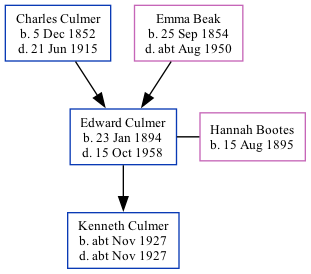 Charles Culmer
b. 5 Dec 1852
d. 21 Jun 1915
Emma Beak
b. 25 Sep 1854
d. abt Aug 1950
Edward Culmer
b. 23 Jan 1894
d. 15 Oct 1958
Hannah Bootes
b. 15 Aug 1895
Kenneth Culmer
b. abt Nov 1927
d. abt Nov 1927